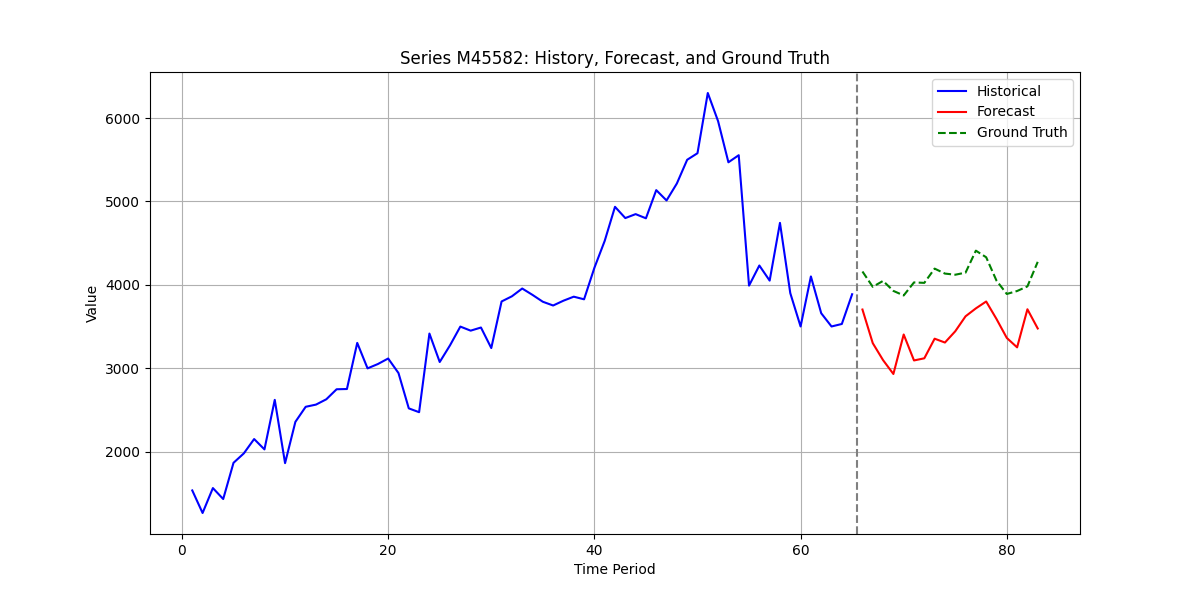 Series M45582: History, Forecast, and Ground Truth
Historical
Forecast
Ground Truth
6000
5000
4000
3000
2000
Value
0 20 40 60 80
Time Period